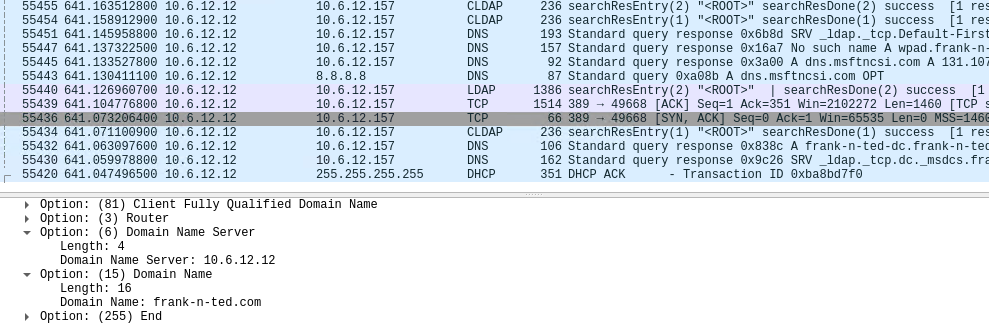 55455 641.163512800 10.6.12.12 10.6.12.157 CLDAP 236 searchResEntry(2) "<ROOT>" searchResDone(2) success [1 res
55454 641.158912900 10.6.12.12 10.6.12.157 CLDAP 236 searchResEntry(1) "<ROOT>" searchResDone(1) success [1 res
55451 641.145958800 10.6.12.12 10.6.12.157 DNS 193 Standard query response 0x6b8d SRV _ldap._tcp.Default-First
55447 641.137322500 10.6.12.12 10.6.12.157 DNS 157 Standard query response 0x16a7 No such name A wpad.frank-n-
55445 641.133527800 10.6.12.12 10.6.12.157 DNS 92 Standard query response 0x3a00 A dns.msftncsi.com A 131.107
55443 641.130411100 10.6.12.12 8.8.8.8 DNS 87 Standard query 0xa08b A dns.msftncsi.com OPT
55440 641.126960700 10.6.12.12 10.6.12.157 LDAP 1386 searchResEntry(2) "<ROOT>" | searchResDone(2) success [1
55439 641.104776800 10.6.12.12 10.6.12.157 TCP 1514 389 → 49668 [ACK] Seq=1 Ack=351 Win=2102272 Len=1460 [TCP s
55436 641.073206400 10.6.12.12 10.6.12.157 TCP 66 389 → 49668 [SYN, ACK] Seq=0 Ack=1 Win=65535 Len=0 MSS=1460
55434 641.071100900 10.6.12.12 10.6.12.157 CLDAP 236 searchResEntry(1) "<ROOT>" searchResDone(1) success [1 res
55432 641.063097600 10.6.12.12 10.6.12.157 DNS 106 Standard query response 0x838c A frank-n-ted-dc.frank-n-ted
55430 641.059978800 10.6.12.12 10.6.12.157 DNS 162 Standard query response 0x9c26 SRV _ldap._tcp.dc._msdcs.fra
55420 641.047496500 10.6.12.12 255.255.255.255 DHCP 351 DHCP ACK - Transaction ID 0xba8bd7f0
Option: (81) Client Fully Qualified Domain Name
Option: (3) Router
Option: (6) Domain Name Server
Length: 4
Domain Name Server: 10.6.12.12
Option: (15) Domain Name
Length: 16
Domain Name: frank-n-ted.com
Option: (255) End